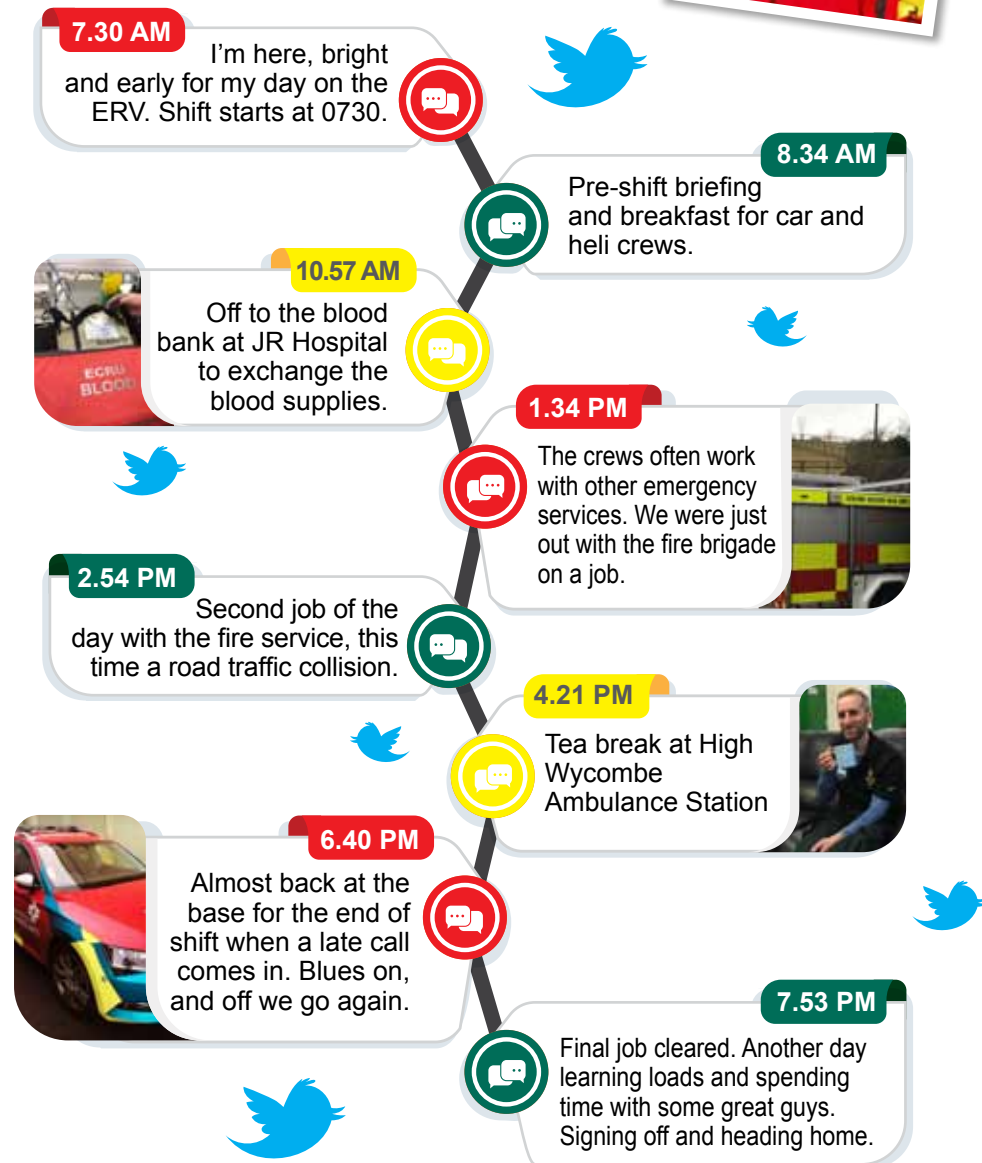 7.30 AM
I'm here, bright
and early for my day on the
ERV. Shift starts at 0730.
8.34 AM
Pre-shift briefing
and breakfast for car and
heli crews.
10.57 AM
Off to the blood
bank at JR Hospital
to exchange the
blood supplies.
ECRU
BLOOD
1.34 PM
The crews often work
with other emergency
services. We were just
out with the fire brigade
on a job.
2.54 PM
Second job of the
day with the fire service, this
time a road traffic collision.
4.21 PM
Tea break at High
Wycombe
Ambulance Station
6.40 PM
Almost back at the
base for the end of
shift when a late call
comes in. Blues on,
and off we go again.
7.53 PM
Final job cleared. Another day
learning loads and spending
time with some great guys.
Signing off and heading home.